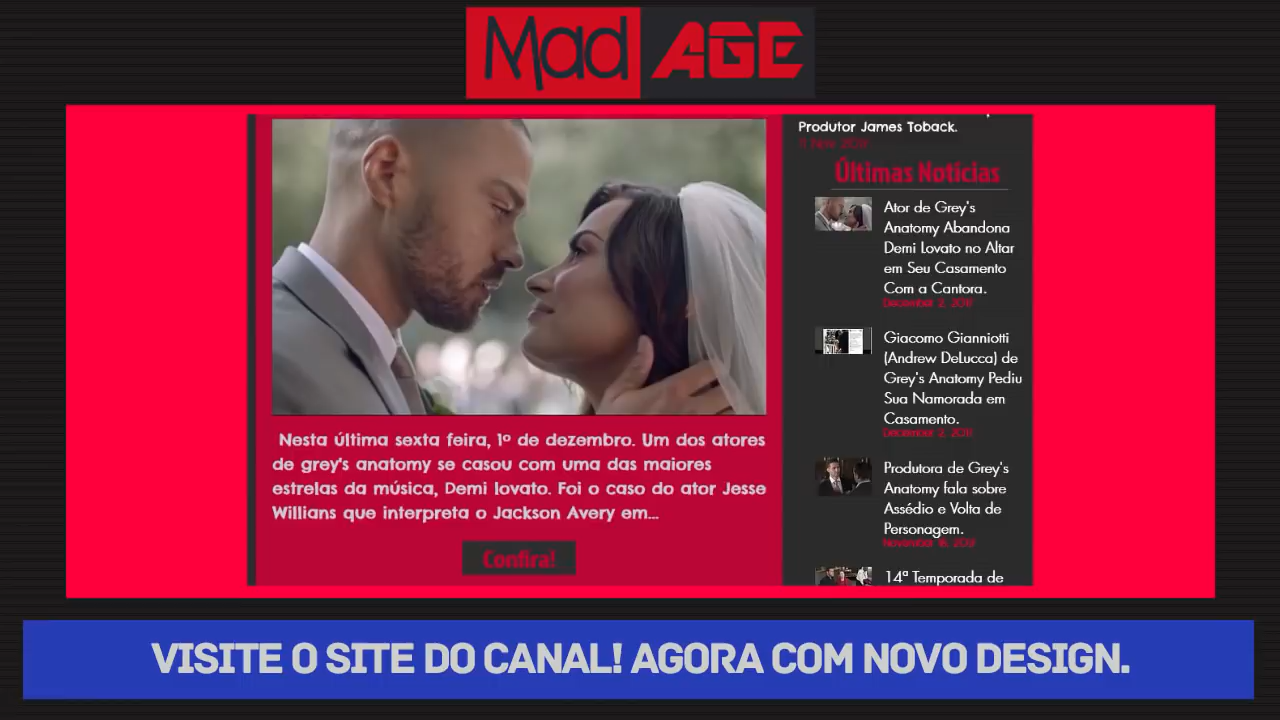 Mad AGE
Produtor James Toback.
Últimas Notícias
Ator de Grey's
Anatomy Abandona
Demi Lovato no Altar
em Seu Casamento
Com a Cantora.
December 2, 2017
Giacomo Gianniotti
(Andrew DeLucca) de
Grey's Anatomy Pediu
Sua Namorada em
Casamento.
December 2, 2017
Produtora de Grey's
Anatomy fala sobre
Assédio e Volta de
Personagem.
November 16, 2017
14ª Temporada de
Nesta última sexta feira, 1º de dezembro. Um dos atores
de grey's anatomy se casou com uma das maiores
estrelas da música, Demi lovato. Foi o caso do ator Jesse
Willians que interpreta o Jackson Avery em...
Confira!
VISITE O SITE DO CANAL! AGORA COM NOVO DESIGN.